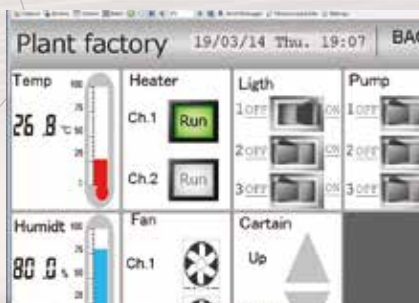 Plant factory 19/03/14 Thu. 19:07 BAC
Temp
26.8 ℃
Heater
Ch.1 Run
Ch.2 Run
Ligth
1 OFF ON
2 OFF ON
3 OFF ON
Pump
1 OFF
2 OFF
3 OFF
Humidt
80.0 %
Fan
Ch.1
Cartain
Up